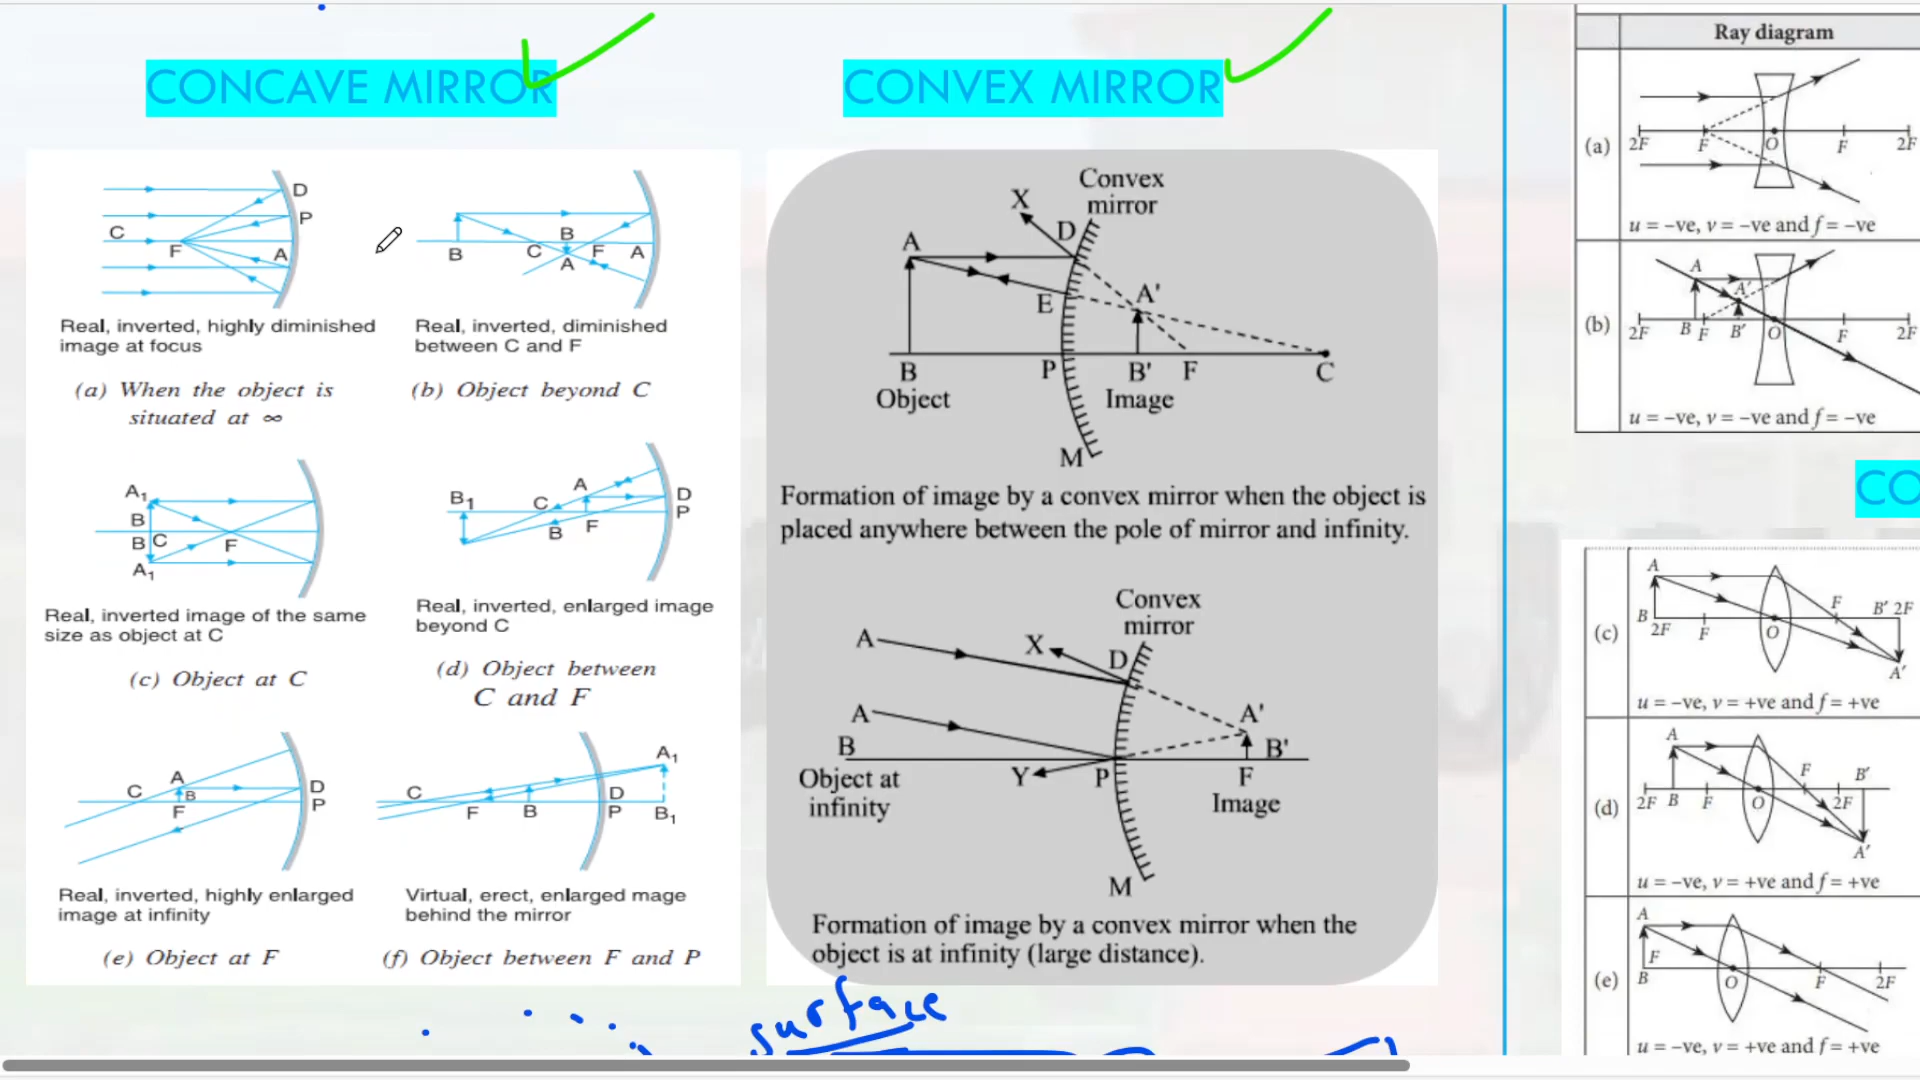 CONCAVE MIRROR
D
P
C
F
A
Real, inverted, highly diminished
image at focus
(a) When the object is
situated at ∞
B
B
C
F
A
A
Real, inverted, diminished
between C and F
(b) Object beyond C
A1
B
B
C
F
A1
Real, inverted image of the same
size as object at C
(c) Object at C
B1
C
A
D
P
B
F
Real, inverted, enlarged image
beyond C
(d) Object between
C and F
C
A
B
D
F
P
Real, inverted, highly enlarged
image at infinity
(e) Object at F
A1
C
D
F
B
P
B1
Virtual, erect, enlarged mage
behind the mirror
(f) Object between F and P
CONVEX MIRROR
Convex
mirror
X
D
A
E
A'
B
P
B'
F
C
Object
Image
M
Formation of image by a convex mirror when the object is
placed anywhere between the pole of mirror and infinity.
Convex
mirror
A
X
D
A
A'
B
B'
Object at
infinity
Y
P
F
Image
M
Formation of image by a convex mirror when the
object is at infinity (large distance).
surface
Ray diagram
(a)
2F
F
O
F
2F
u = –ve, v = –ve and f = –ve
(b)
A
A'
2F
B
F
B'
O
F
2F
u = –ve, v = –ve and f = –ve
CO
(c)
A
F
B' 2F
B
2F
F
O
A'
u = –ve, v = +ve and f = +ve
(d)
A
F
B'
2F
B
F
O
2F
A'
u = –ve, v = +ve and f = +ve
(e)
A
F
B
O
F
2F
u = –ve, v = +ve and f = +ve